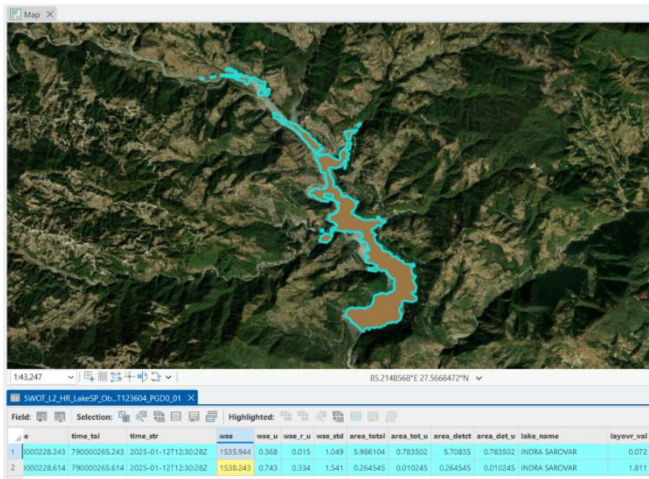 Map
1:43,247
85.2148568°E 27.5668472°N
SWOT_L2_HR_LakeSP_Ob...T123604_PGD0_01
Field: Selection: Highlighted:
e time_tai time_str wse wse_u wse_r_u wse_std area_total area_tot_u area_detct area_det_u lake_name layovr_val
1 0000228.243 790000265.243 2025-01-12T12:30:28Z 1535.944 0.368 0.015 1.049 5.986104 0.783502 5.70835 0.783502 INDRA SAROVAR 0.072
2 0000228.614 790000265.614 2025-01-12T12:30:28Z 1538.243 0.743 0.334 1.541 0.264545 0.010245 0.264545 0.010245 INDRA SAROVAR 1.811